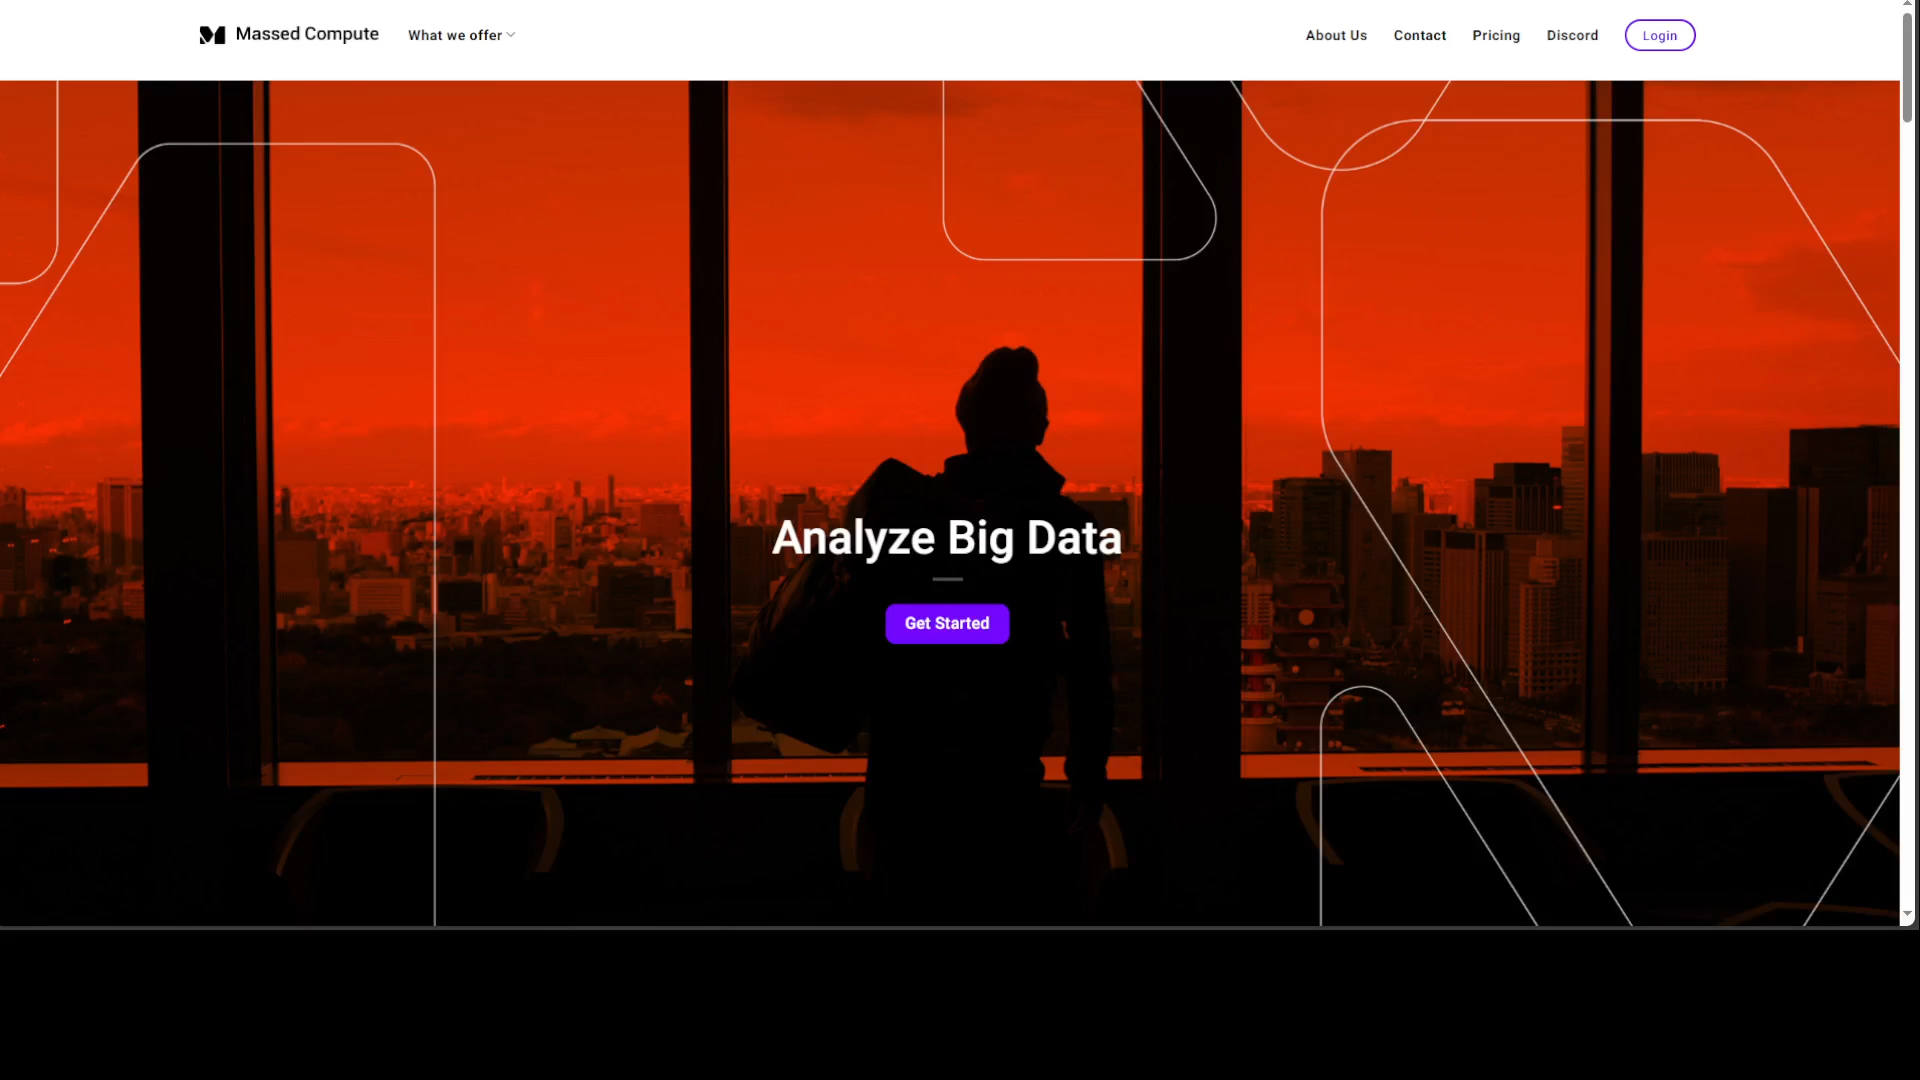 Massed Compute
What we offer
About Us
Contact
Pricing
Discord
Login
Analyze Big Data
Get Started